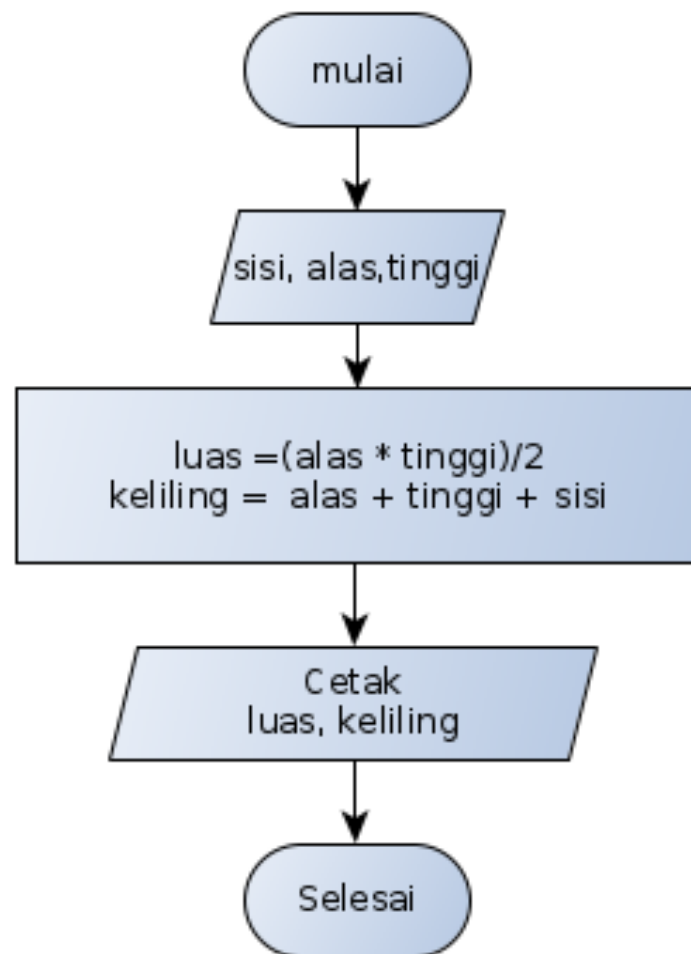 mulai
sisi, alas,tinggi
luas =(alas * tinggi)/2
keliling = alas + tinggi + sisi
Cetak
luas, keliling
Selesai